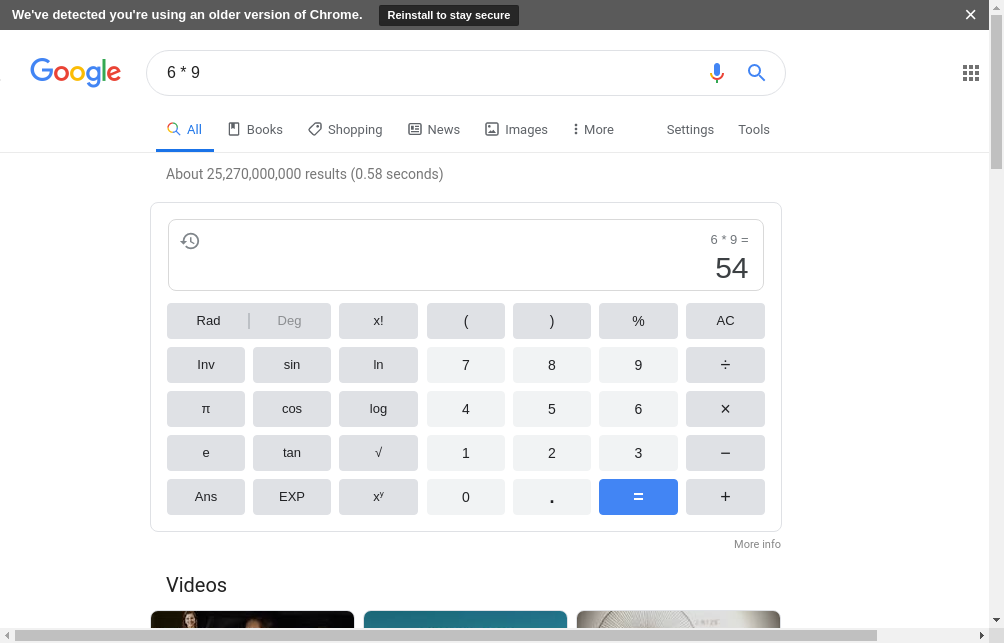 We've detected you're using an older version of Chrome. Reinstall to stay secure
Google
6 * 9
All Books Shopping News Images More Settings Tools
About 25,270,000,000 results (0.58 seconds)
6 * 9 =
54
Rad Deg x! ( ) % AC
Inv sin ln 7 8 9 ÷
π cos log 4 5 6 ×
e tan √ 1 2 3 −
Ans EXP xʸ 0 . = +
More info
Videos